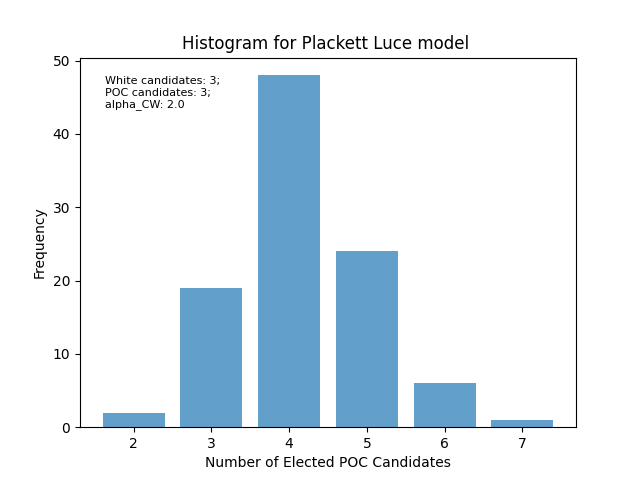 Histogram for Plackett Luce model
White candidates: 3;
POC candidates: 3;
alpha_CW: 2.0
Frequency
50
40
30
20
10
0
2 3 4 5 6 7
Number of Elected POC Candidates